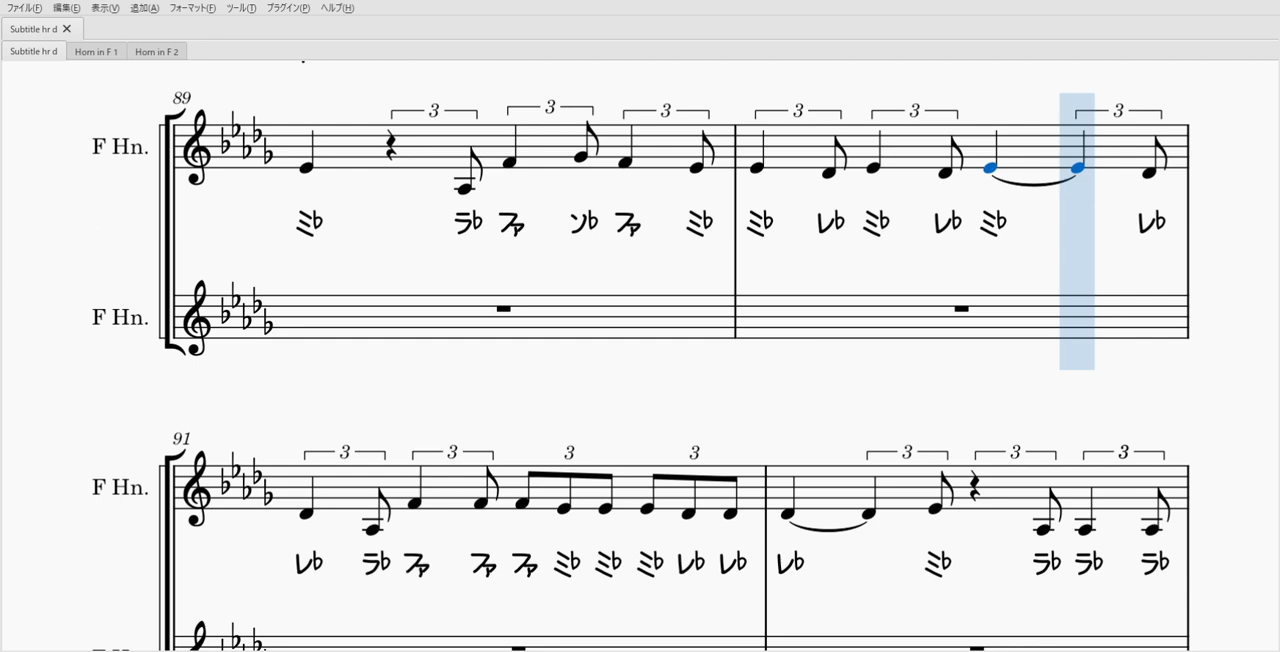 ファイル(F) 編集(E) 表示(V) 追加(A) フォーマット(F) ツール(T) プラグイン(P) ヘルプ(H)
Subtitle hr d ✕
Subtitle hr d Horn in F 1 Horn in F 2
89
3 3 3 3 3 3
F Hn.
ミ♭ ラ♭ ファ ソ♭ ファ ミ♭ ミ♭ レ♭ ミ♭ レ♭ ミ♭ レ♭
F Hn.
91
3 3 3 3 3 3 3
F Hn.
レ♭ ラ♭ ファ ファ ファ ミ♭ ミ♭ ミ♭ レ♭ レ♭ レ♭ ミ♭ ラ♭ ラ♭ ラ♭